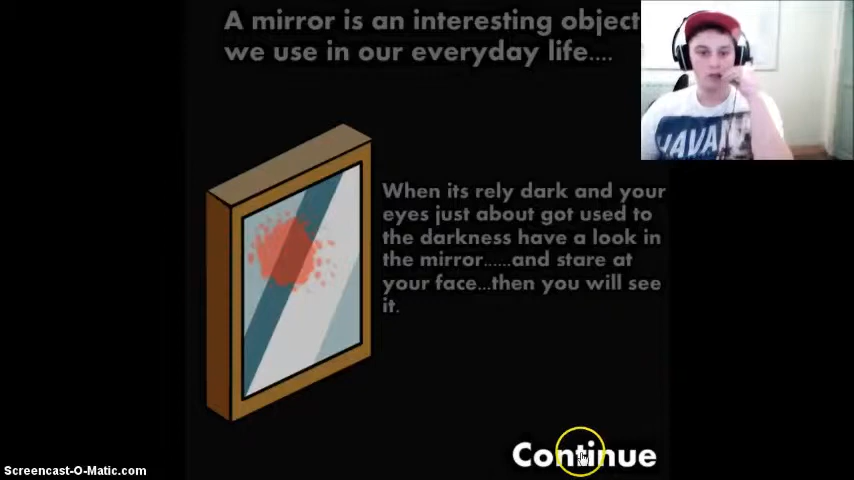 A mirror is an interesting object
we use in our everyday life....
When its rely dark and your
eyes just about got used to
the darkness have a look in
the mirror......and stare at
your face...then you will see
it.
Continue
HAVAN
Screencast-O-Matic.com